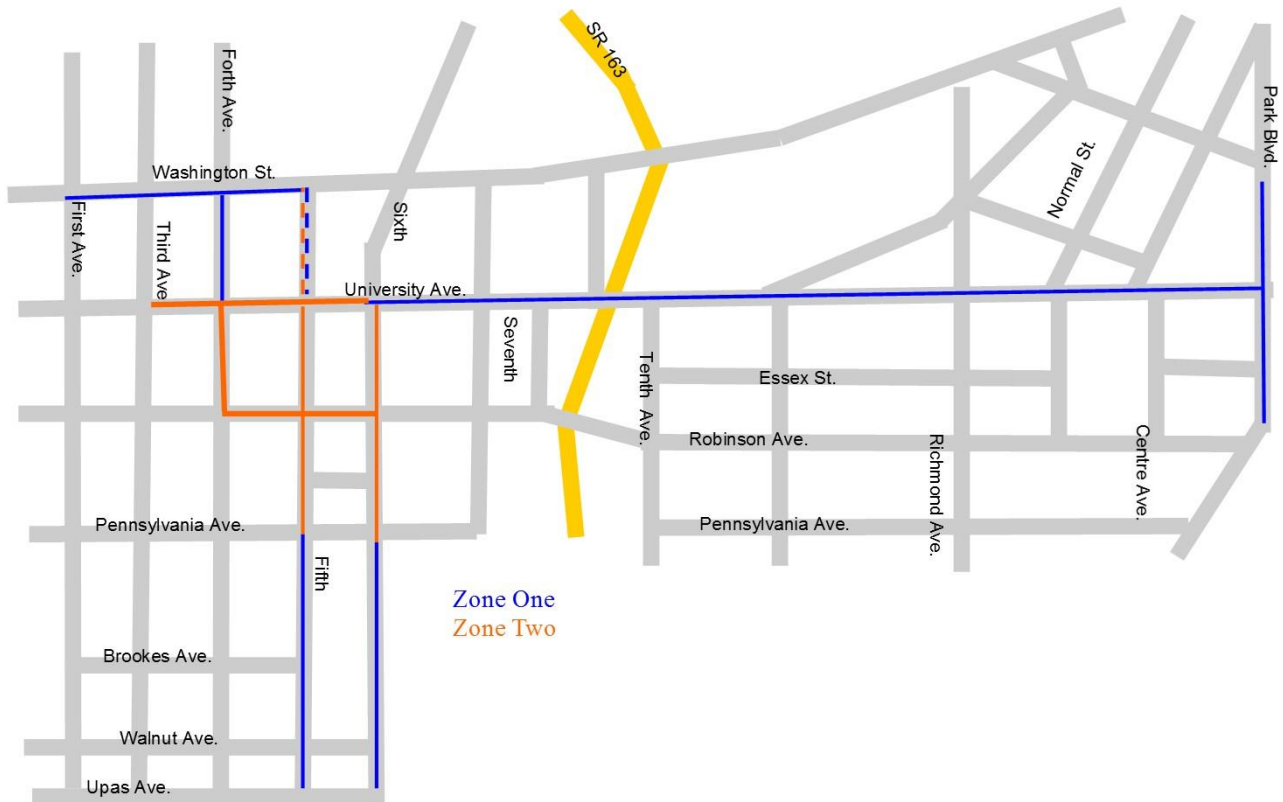 SR 163
Forth Ave.
Park Blvd.
Washington St.
Normal St.
First Ave.
Third Ave
Sixth
University Ave.
Seventh
Tenth Ave.
Essex St.
Robinson Ave.
Richmond Ave.
Centre Ave.
Pennsylvania Ave.
Pennsylvania Ave.
Fifth
Zone One
Zone Two
Brookes Ave.
Walnut Ave.
Upas Ave.